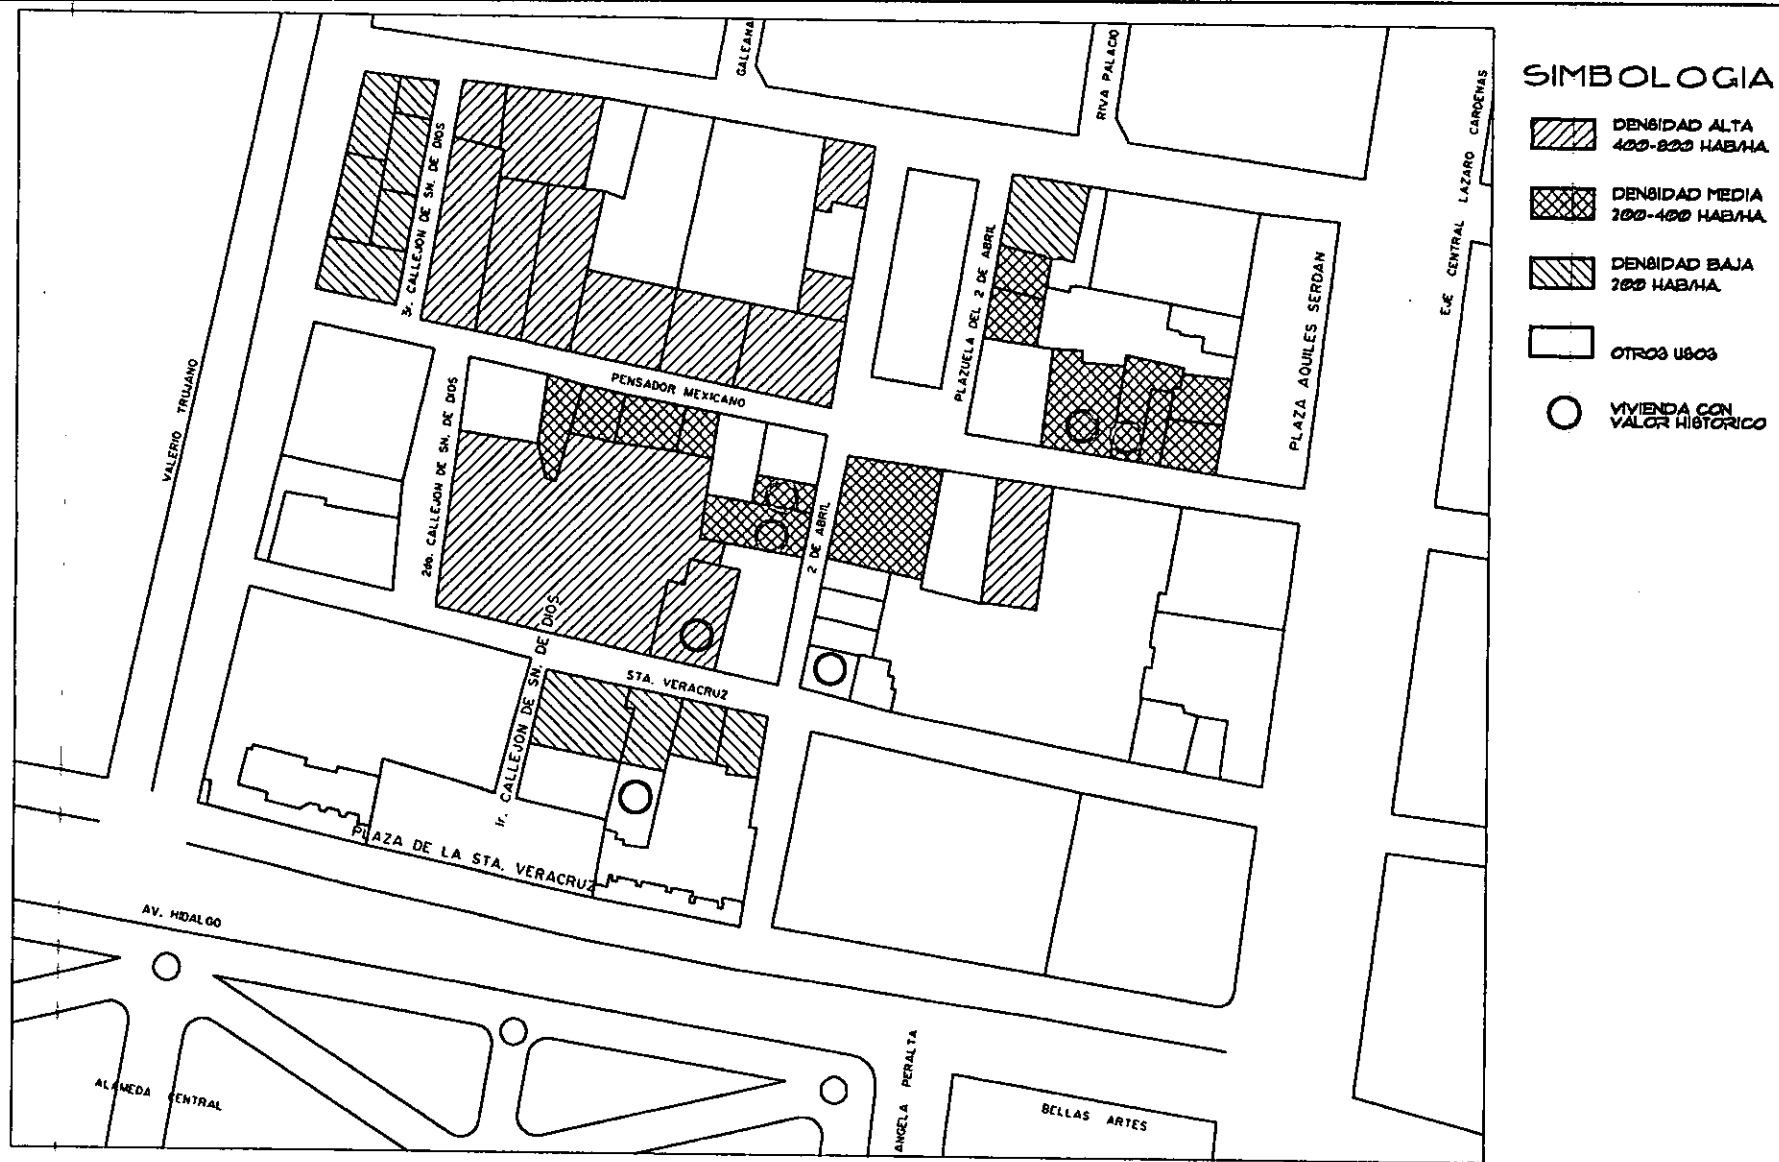 GALEANA
RIVA PALACIO
EJE CENTRAL LAZARO CARDENAS
3r. CALLEJON DE SN. DE DIOS
PLAZUELA DEL 2 DE ABRIL
PLAZA AQUILES SERDAN
VALERIO TRUJANO
PENSADOR MEXICANO
2do. CALLEJON DE SN. DE DIOS
2 DE ABRIL
1r. CALLEJON DE SN. DE DIOS
STA. VERACRUZ
PLAZA DE LA STA. VERACRUZ
AV. HIDALGO
ALAMEDA CENTRAL
ANGELA PERALTA
BELLAS ARTES
SIMBOLOGIA
DENSIDAD ALTA
400-800 HAB/HA.
DENSIDAD MEDIA
200-400 HAB/HA.
DENSIDAD BAJA
200 HAB/HA.
OTROS USOS
VIVIENDA CON
VALOR HISTORICO